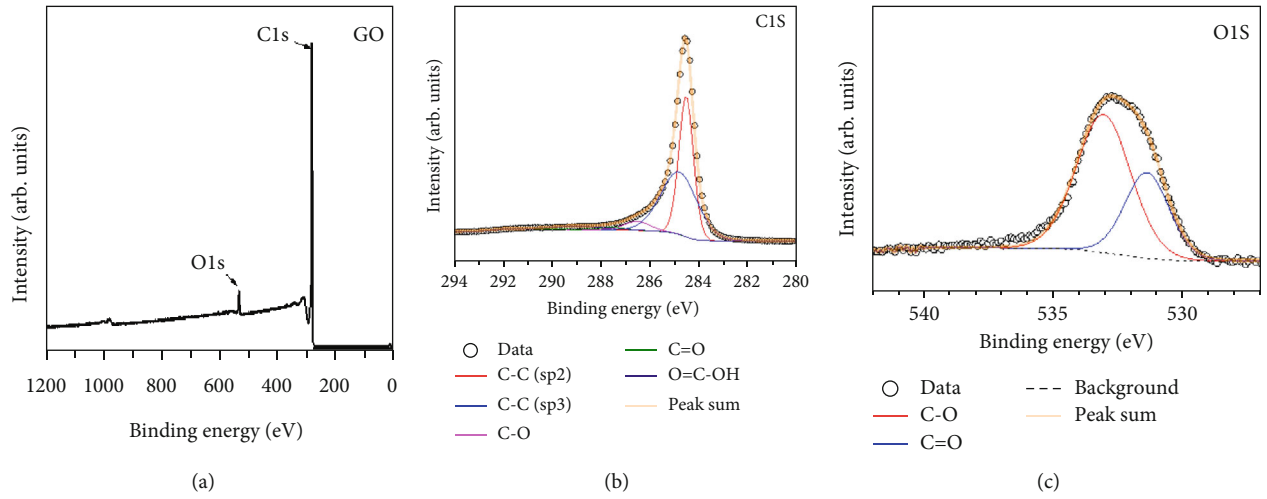 C1s
GO
O1s
Intensity (arb. units)
1200 1000 800 600 400 200 0
Binding energy (eV)
(a)
C1S
Intensity (arb. units)
294 292 290 288 286 284 282 280
Binding energy (eV)
Data
C=O
C-C (sp2)
O=C-OH
C-C (sp3)
Peak sum
C-O
(b)
O1S
Intensity (arb. units)
540 535 530
Binding energy (eV)
Data
Background
C-O
Peak sum
C=O
(c)